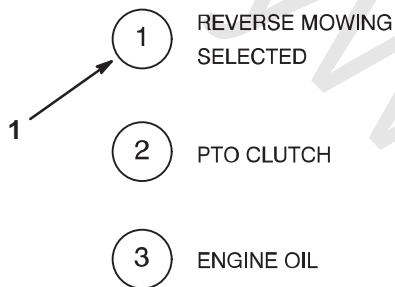 1 REVERSE MOWING
SELECTED
1
2 PTO CLUTCH
3 ENGINE OIL